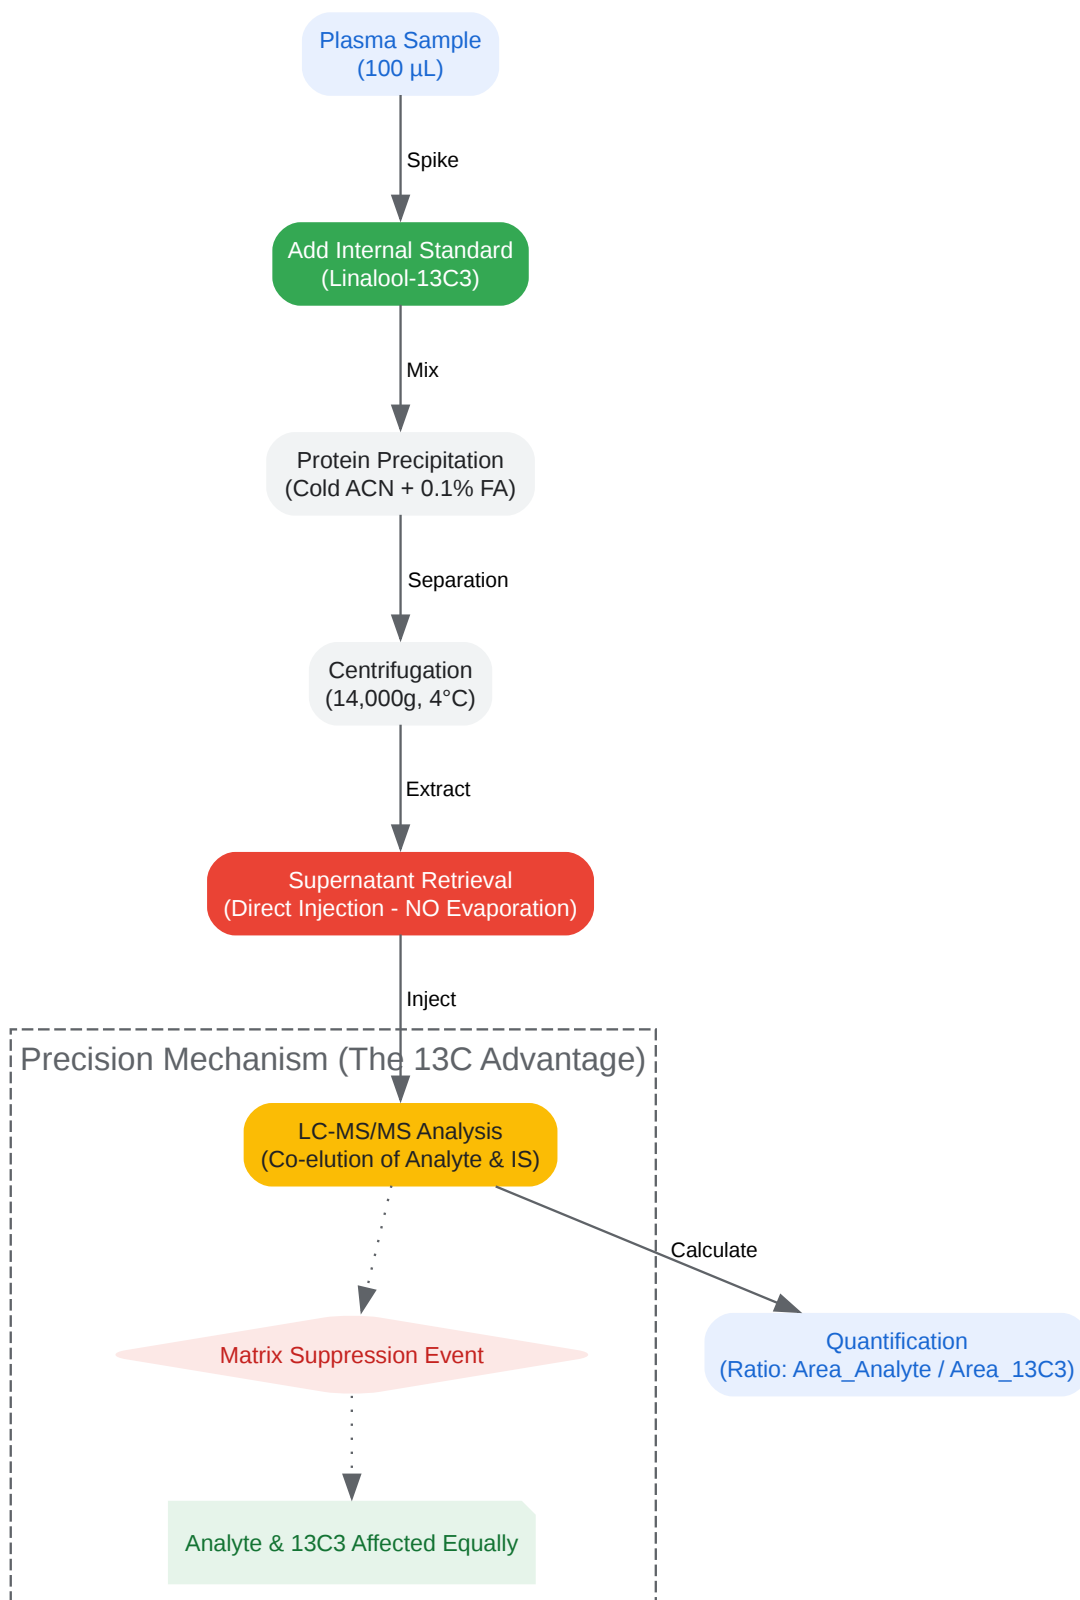 Plasma Sample
(100 µL)
Spike
Add Internal Standard
(Linalool-13C3)
Mix
Protein Precipitation
(Cold ACN + 0.1% FA)
Separation
Centrifugation
(14,000g, 4°C)
Extract
Supernatant Retrieval
(Direct Injection - NO Evaporation)
Inject
Precision Mechanism (The 13C Advantage)
LC-MS/MS Analysis
(Co-elution of Analyte & IS)
Calculate
Quantification
(Ratio: Area_Analyte / Area_13C3)
Matrix Suppression Event
Analyte & 13C3 Affected Equally